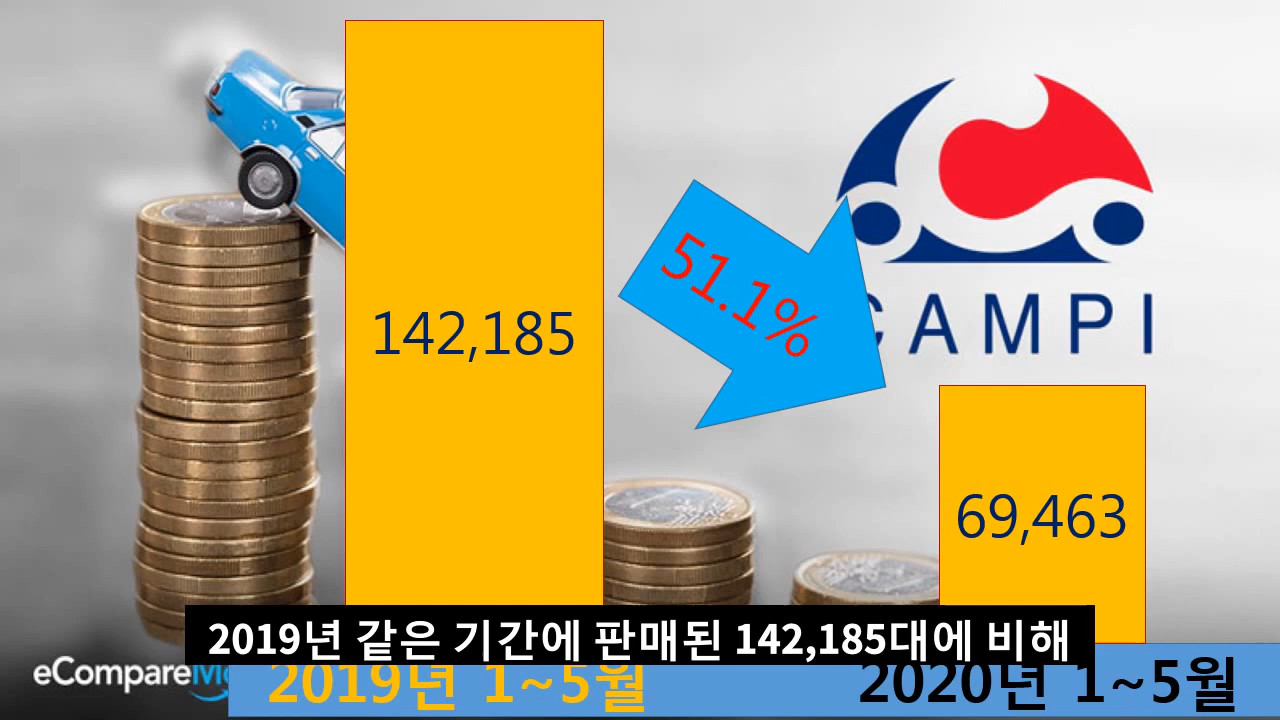 142,185
51.1%
CAMPI
69,463
2019년 같은 기간에 판매된 142,185대에 비해
eCompareMo
2019년 1~5월
2020년 1~5월